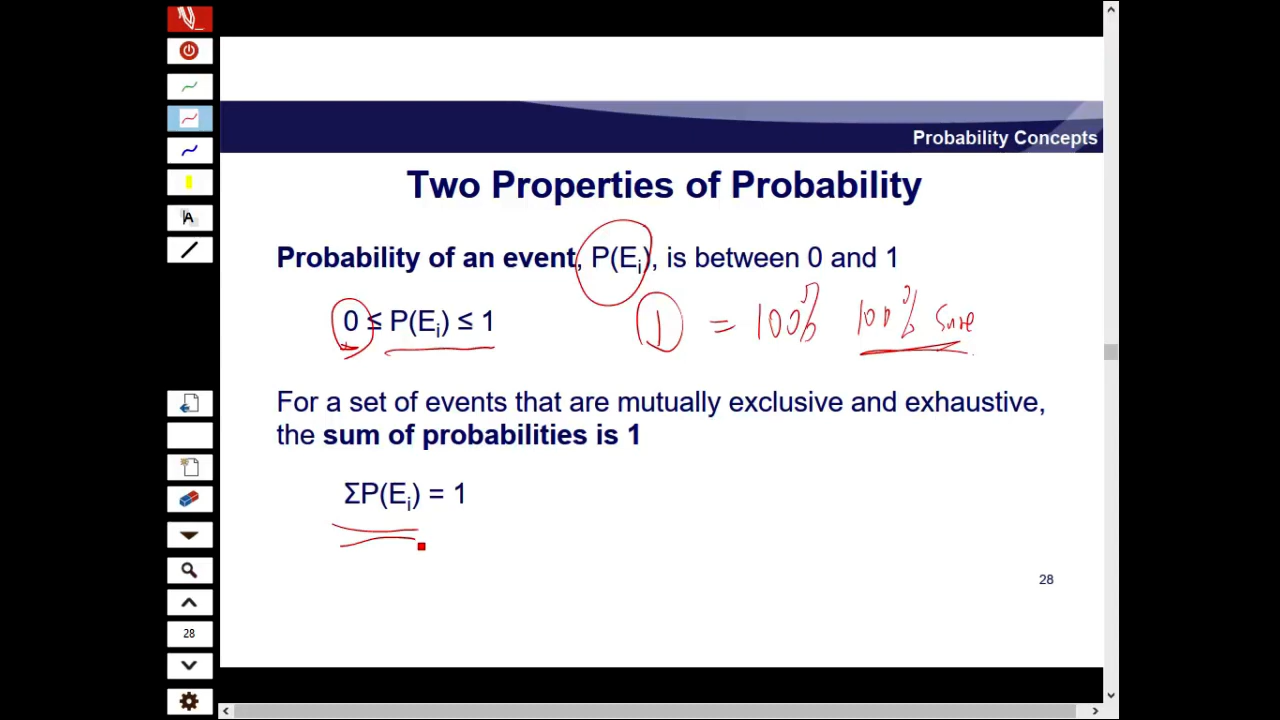 Probability Concepts
Two Properties of Probability
Probability of an event, P(Eᵢ), is between 0 and 1
0 ≤ P(Eᵢ) ≤ 1
1 = 100% 100% Sure
For a set of events that are mutually exclusive and exhaustive,
the sum of probabilities is 1
ΣP(Eᵢ) = 1
28
A
28